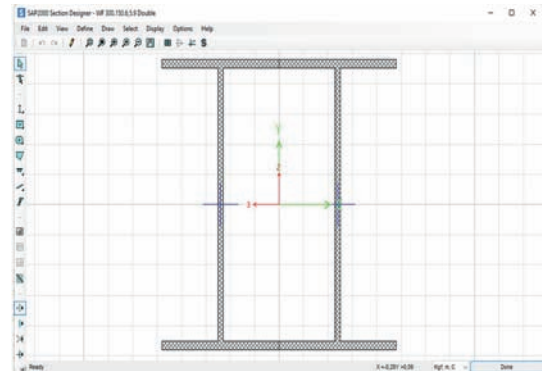 SAP2000 Section Designer - WF 300.150.6,5.9 Double
File Edit View Define Draw Select Display Options Help
Y
2
3
Ready
Kgf, m, C
Done